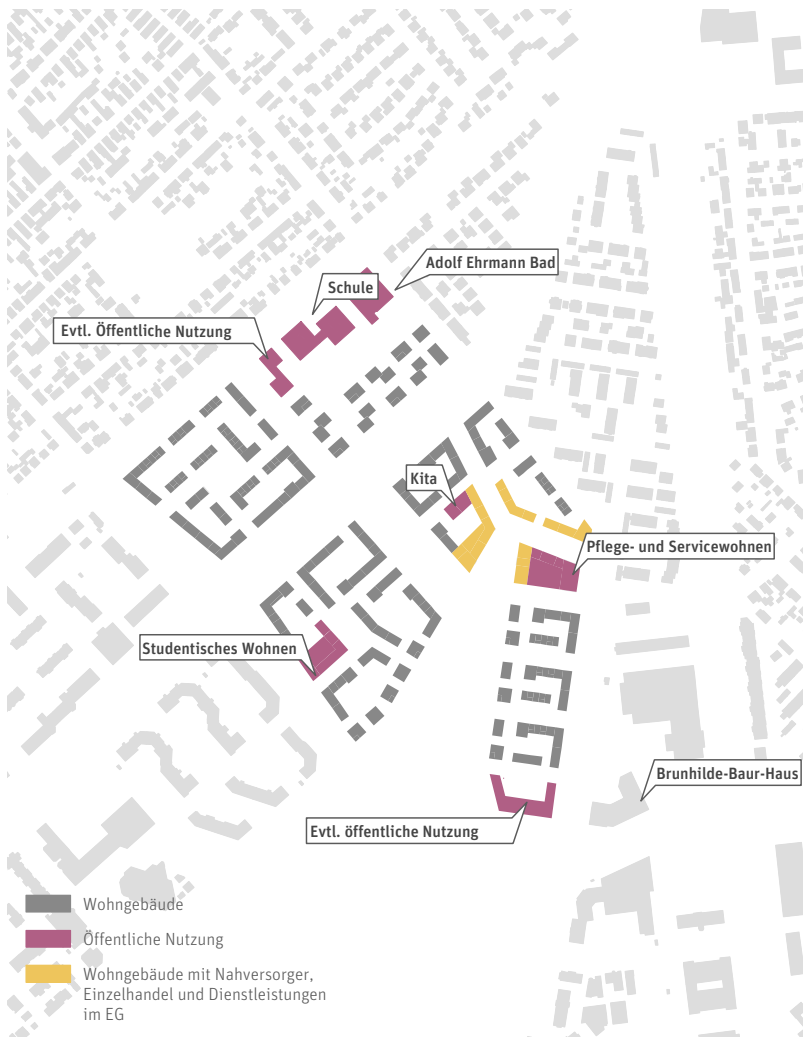 Adolf Ehrmann Bad
Schule
Evtl. Öffentliche Nutzung
Kita
Pflege- und Servicewohnen
Studentisches Wohnen
Brunhilde-Baur-Haus
Evtl. öffentliche Nutzung
Wohngebäude
Öffentliche Nutzung
Wohngebäude mit Nahversorger,
Einzelhandel und Dienstleistungen
im EG